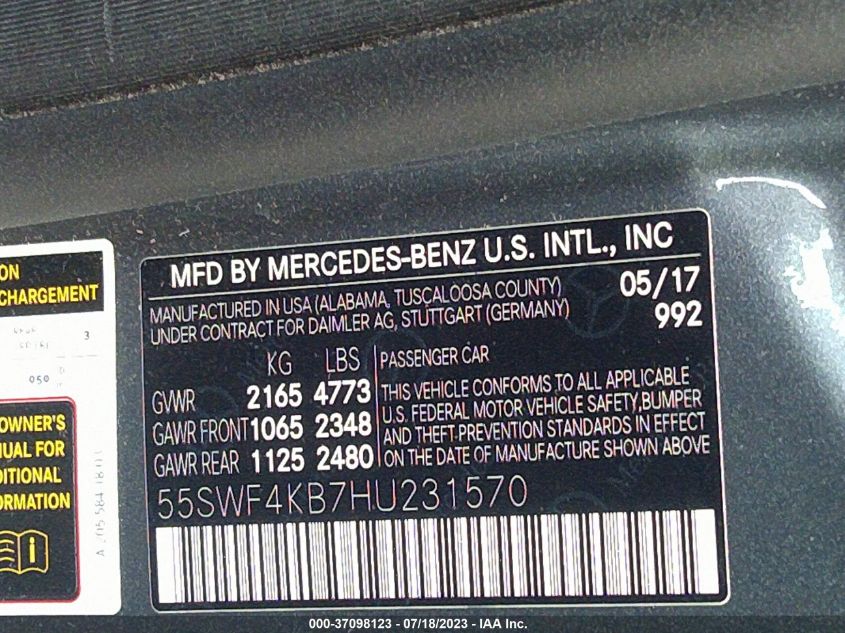 MFD BY MERCEDES-BENZ U.S. INTL., INC
MANUFACTURED IN USA (ALABAMA, TUSCALOOSA COUNTY)
UNDER CONTRACT FOR DAIMLER AG, STUTTGART (GERMANY)
05/17
992
KG LBS
GVWR 2165 4773
GAWR FRONT 1065 2348
GAWR REAR 1125 2480
PASSENGER CAR
THIS VEHICLE CONFORMS TO ALL APPLICABLE
U.S. FEDERAL MOTOR VEHICLE SAFETY,BUMPER
AND THEFT PREVENTION STANDARDS IN EFFECT
ON THE DATE OF MANUFACTURE SHOWN ABOVE
55SWF4KB7HU231570
ON
CHARGEMENT
3
050
OWNER'S
UAL FOR
DITIONAL
ORMATION
i
A 205 584
000-37098123 - 07/18/2023 - IAA Inc.